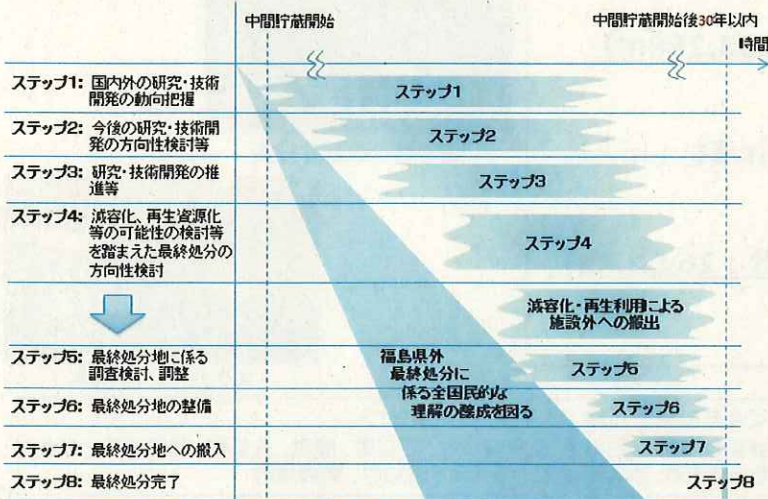 中間貯蔵開始
中間貯蔵開始後30年以内
時間
ステップ1: 国内外の研究・技術
開発の動向把握
ステップ1
ステップ2: 今後の研究・技術開
発の方向性検討等
ステップ2
ステップ3: 研究・技術開発の推
進等
ステップ3
ステップ4: 減容化、再生資源化
等の可能性の検討等
を踏まえた最終処分の
方向性検討
ステップ4
減容化・再生利用による
施設外への搬出
ステップ5: 最終処分地に係る
調査検討、調整
ステップ5
福島県外
最終処分に
係る全国民的な
理解の醸成を図る
ステップ6: 最終処分地の整備
ステップ6
ステップ7: 最終処分地への搬入
ステップ7
ステップ8: 最終処分完了
ステップ8